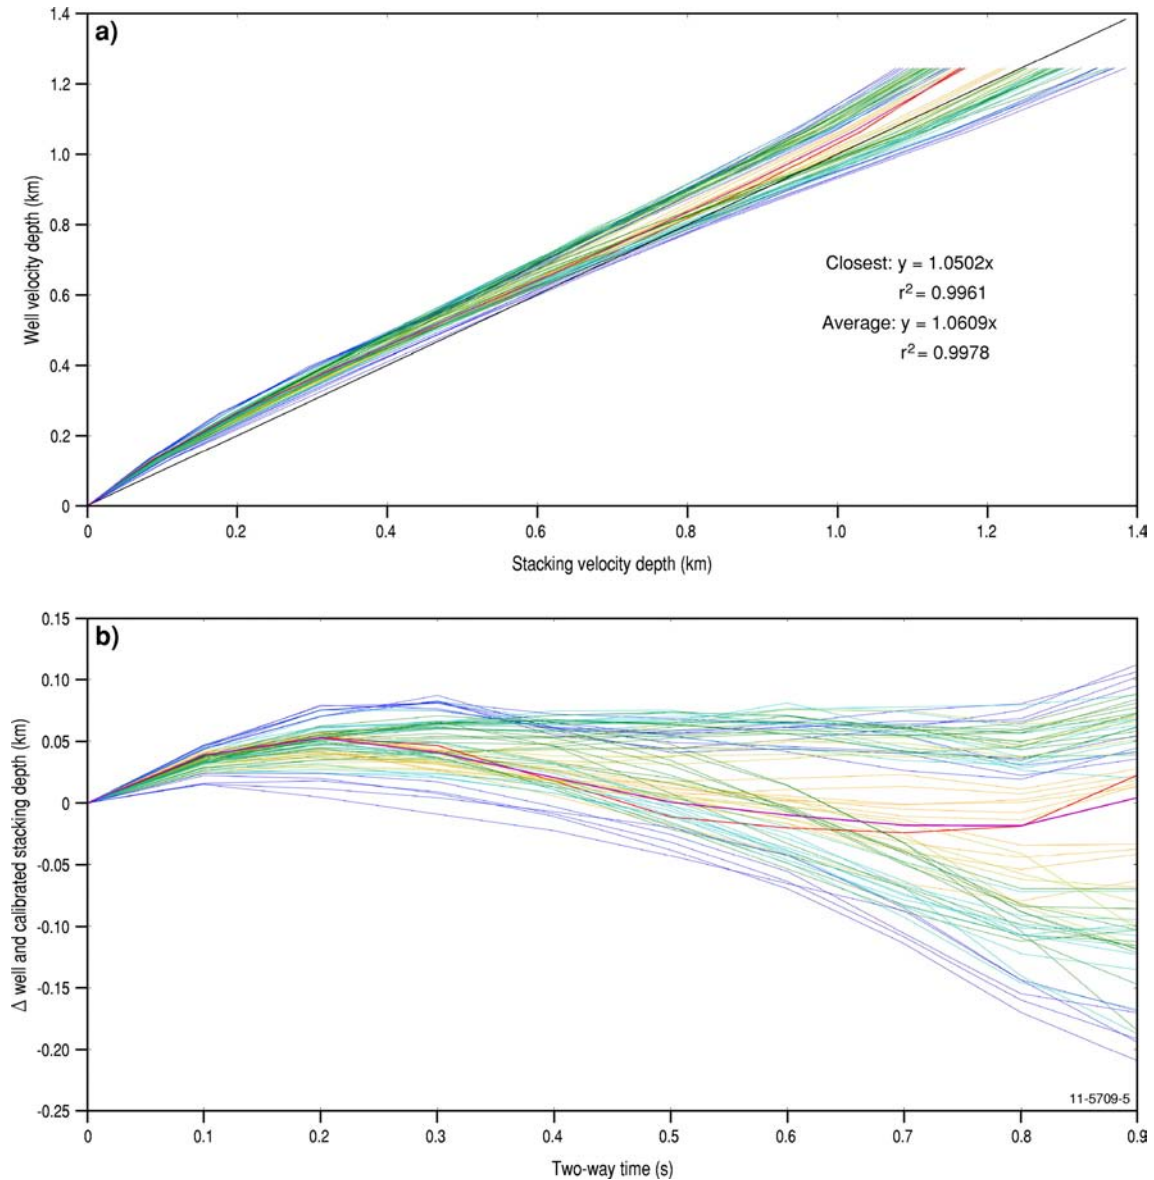 a)
1.4
1.2
1.0
0.8
0.6
0.4
0.2
0
Well velocity depth (km)
Closest: y = 1.0502x
r² = 0.9961
Average: y = 1.0609x
r² = 0.9978
0 0.2 0.4 0.6 0.8 1.0 1.2 1.4
Stacking velocity depth (km)
b)
0.15
0.10
0.05
0
-0.05
-0.10
-0.15
-0.20
-0.25
Δ well and calibrated stacking depth (km)
11-5709-5
0 0.1 0.2 0.3 0.4 0.5 0.6 0.7 0.8 0.9
Two-way time (s)